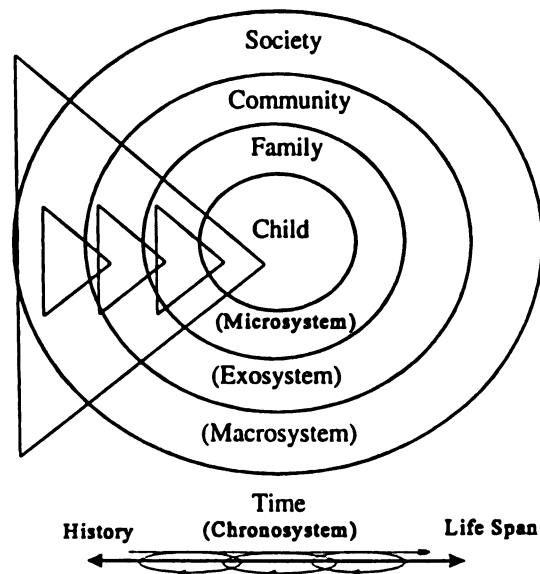 Society
Community
Family
Child
(Microsystem)
(Exosystem)
(Macrosystem)
Time
History (Chronosystem) Life Span